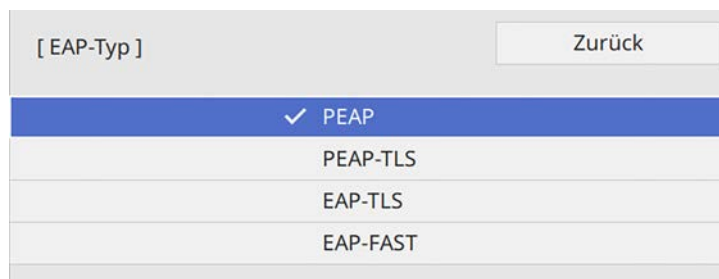 [ EAP-Typ ] Zurück
PEAP
PEAP-TLS
EAP-TLS
EAP-FAST